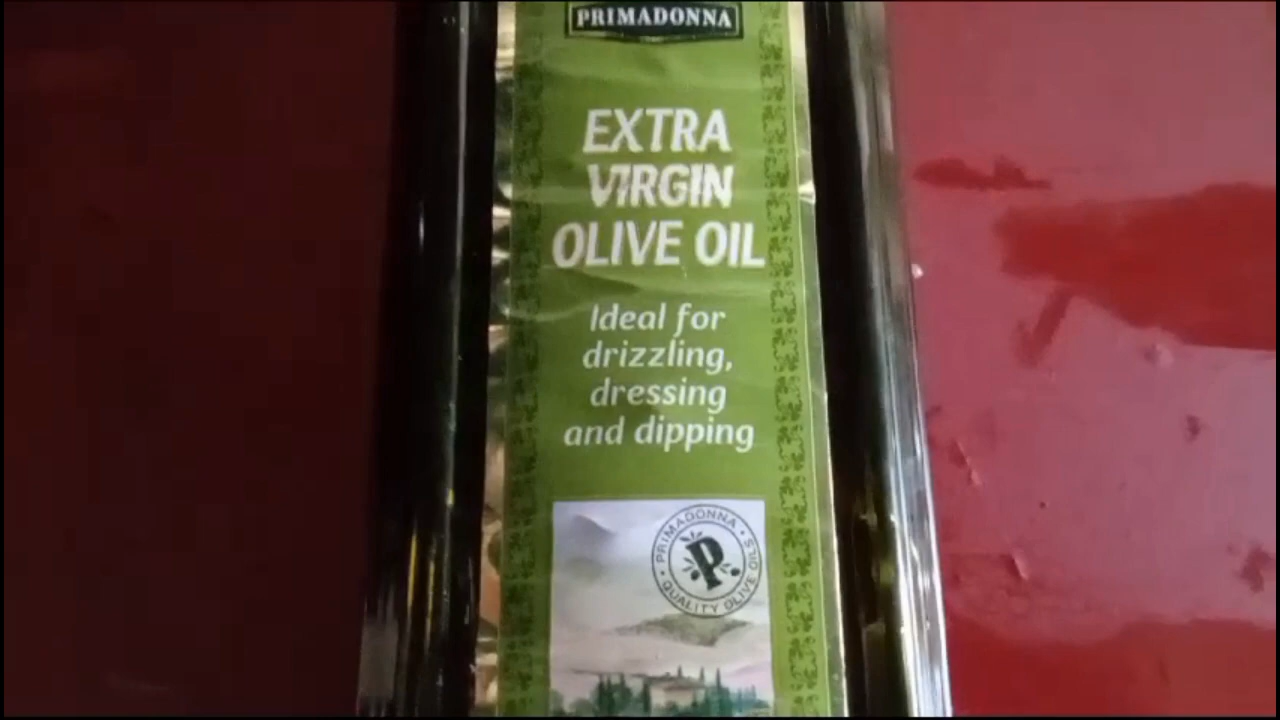 PRIMADONNA
EXTRA
VIRGIN
OLIVE OIL
Ideal for
drizzling,
dressing
and dipping
PRIMADONNA • QUALITY OLIVE OILS •
P